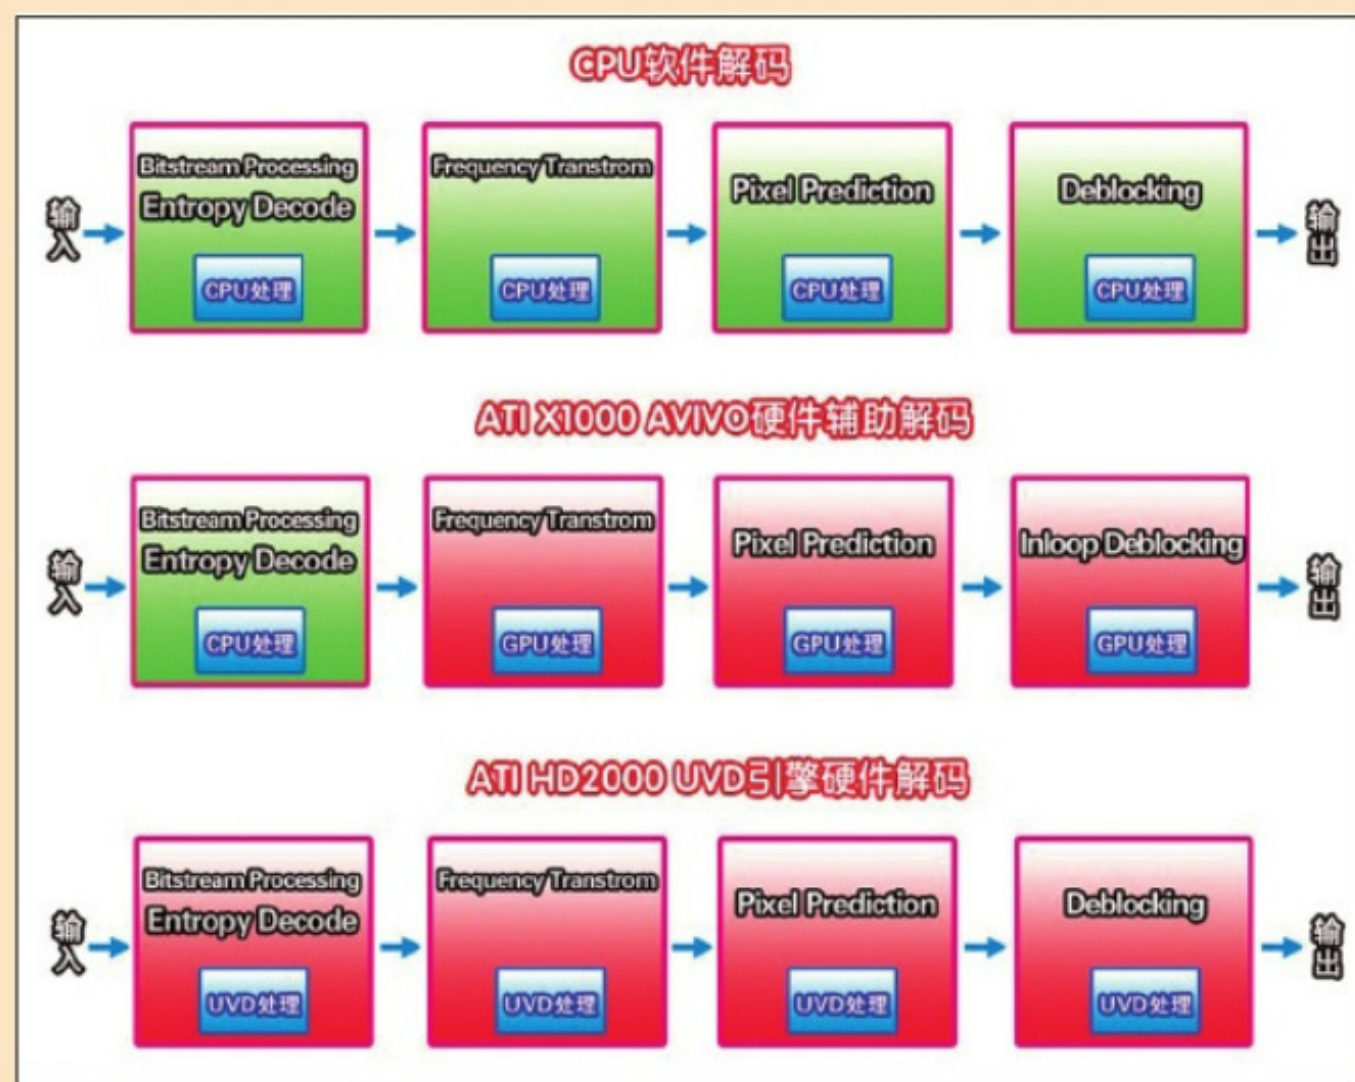 CPU软件解码
输入
Bitstream Processing
Entropy Decode
CPU处理
Frequency Transtrom
CPU处理
Pixel Prediction
CPU处理
Deblocking
CPU处理
输出
ATI X1000 AVIVO硬件辅助解码
输入
Bitstream Processing
Entropy Decode
CPU处理
Frequency Transtrom
GPU处理
Pixel Prediction
GPU处理
Inloop Deblocking
GPU处理
输出
ATI HD2000 UVD引擎硬件解码
输入
Bitstream Processing
Entropy Decode
UVD处理
Frequency Transtrom
UVD处理
Pixel Prediction
UVD处理
Deblocking
UVD处理
输出